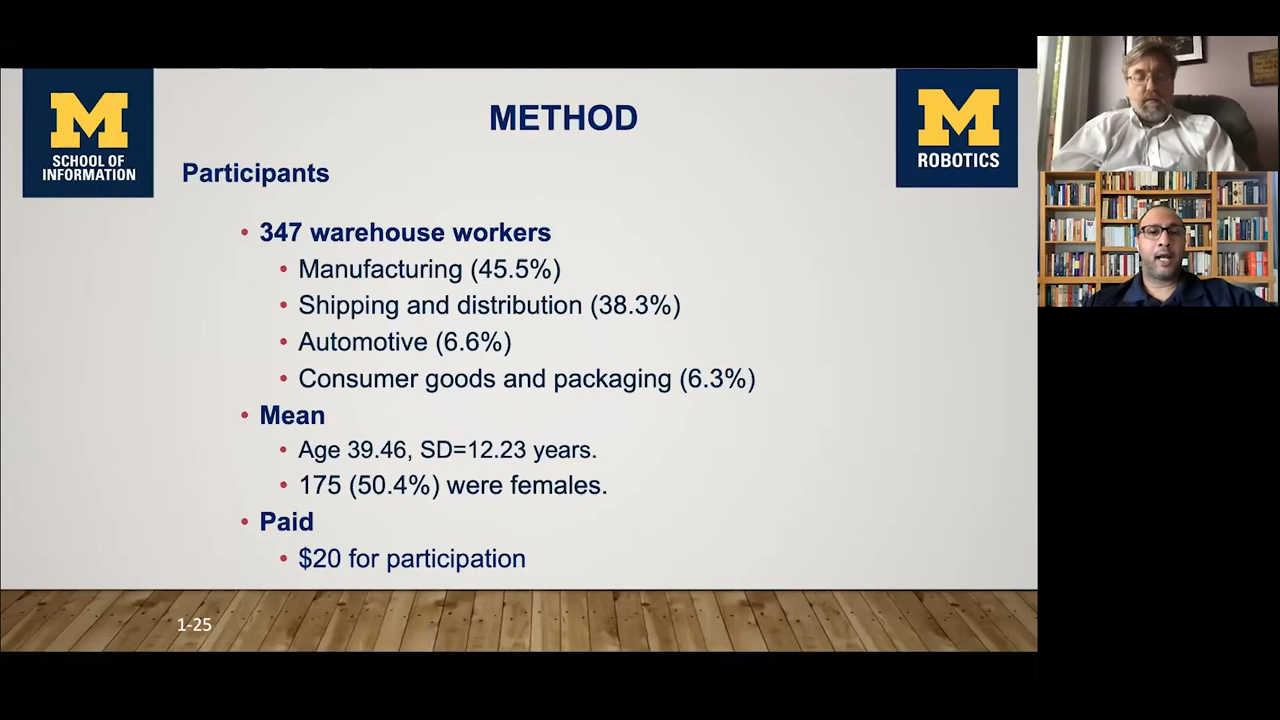 M
SCHOOL OF
INFORMATION
METHOD
M
ROBOTICS
Participants
• 347 warehouse workers
• Manufacturing (45.5%)
• Shipping and distribution (38.3%)
• Automotive (6.6%)
• Consumer goods and packaging (6.3%)
• Mean
• Age 39.46, SD=12.23 years.
• 175 (50.4%) were females.
• Paid
• $20 for participation
1-25